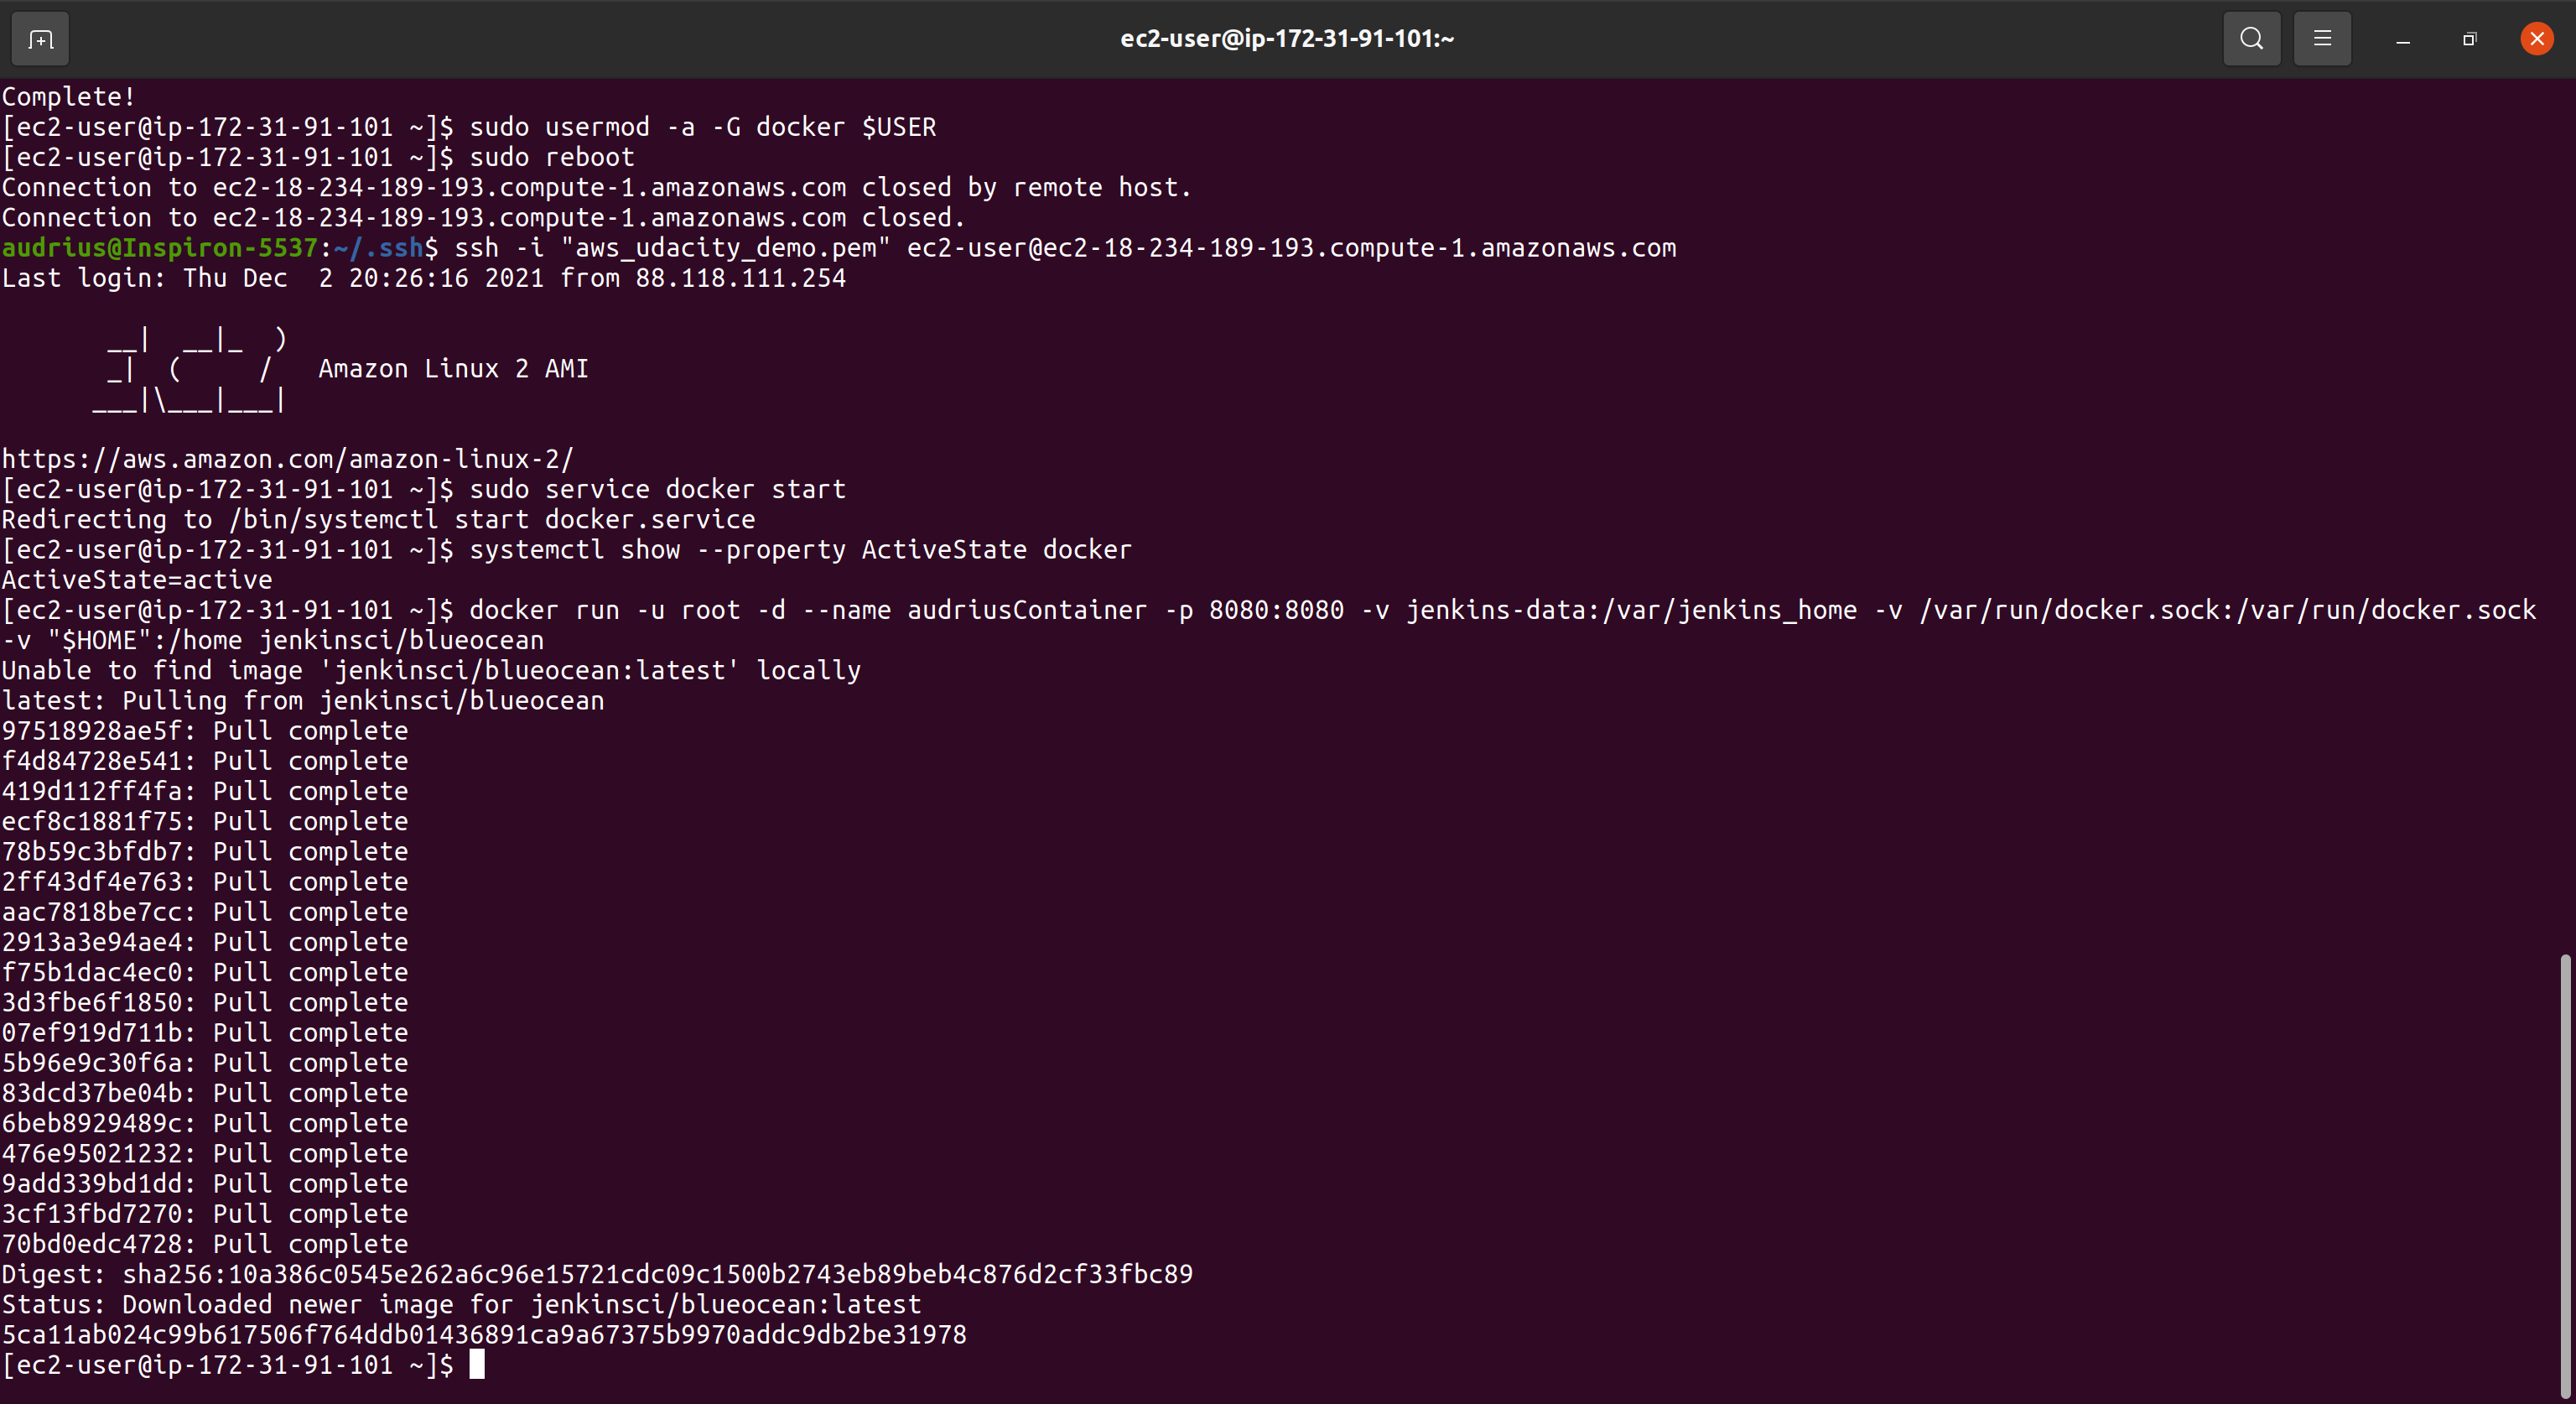 ec2-user@ip-172-31-91-101:~
Complete!
[ec2-user@ip-172-31-91-101 ~]$ sudo usermod -a -G docker $USER
[ec2-user@ip-172-31-91-101 ~]$ sudo reboot
Connection to ec2-18-234-189-193.compute-1.amazonaws.com closed by remote host.
Connection to ec2-18-234-189-193.compute-1.amazonaws.com closed.
audrius@Inspiron-5537:~/.ssh$ ssh -i "aws_udacity_demo.pem" ec2-user@ec2-18-234-189-193.compute-1.amazonaws.com
Last login: Thu Dec  2 20:26:16 2021 from 88.118.111.254
       __|  __|_  )
       _|  (     /   Amazon Linux 2 AMI
      ___|\___|___|
https://aws.amazon.com/amazon-linux-2/
[ec2-user@ip-172-31-91-101 ~]$ sudo service docker start
Redirecting to /bin/systemctl start docker.service
[ec2-user@ip-172-31-91-101 ~]$ systemctl show --property ActiveState docker
ActiveState=active
[ec2-user@ip-172-31-91-101 ~]$ docker run -u root -d --name audriusContainer -p 8080:8080 -v jenkins-data:/var/jenkins_home -v /var/run/docker.sock:/var/run/docker.sock
-v "$HOME":/home jenkinsci/blueocean
Unable to find image 'jenkinsci/blueocean:latest' locally
latest: Pulling from jenkinsci/blueocean
97518928ae5f: Pull complete
f4d84728e541: Pull complete
419d112ff4fa: Pull complete
ecf8c1881f75: Pull complete
78b59c3bfdb7: Pull complete
2ff43df4e763: Pull complete
aac7818be7cc: Pull complete
2913a3e94ae4: Pull complete
f75b1dac4ec0: Pull complete
3d3fbe6f1850: Pull complete
07ef919d711b: Pull complete
5b96e9c30f6a: Pull complete
83dcd37be04b: Pull complete
6beb8929489c: Pull complete
476e95021232: Pull complete
9add339bd1dd: Pull complete
3cf13fbd7270: Pull complete
70bd0edc4728: Pull complete
Digest: sha256:10a386c0545e262a6c96e15721cdc09c1500b2743eb89beb4c876d2cf33fbc89
Status: Downloaded newer image for jenkinsci/blueocean:latest
5ca11ab024c99b617506f764ddb01436891ca9a67375b9970addc9db2be31978
[ec2-user@ip-172-31-91-101 ~]$